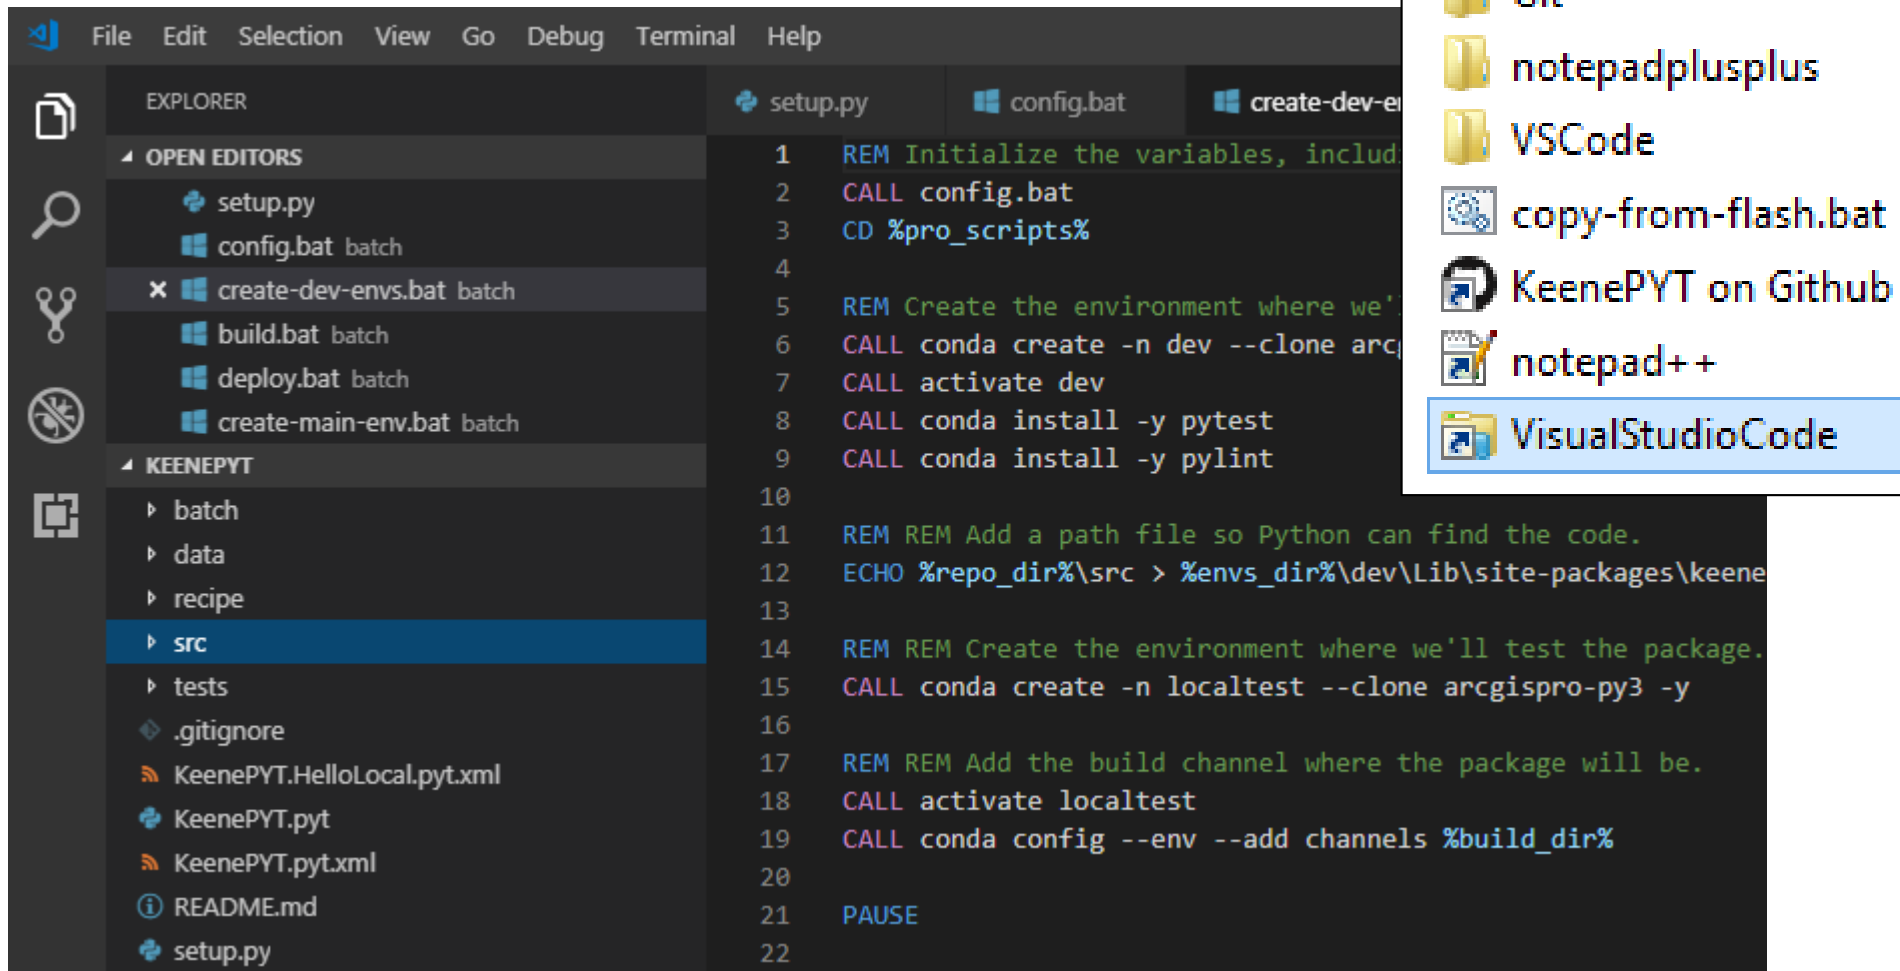 File Edit Selection View Go Debug Terminal Help
EXPLORER
OPEN EDITORS
setup.py
config.bat batch
create-dev-envs.bat batch
build.bat batch
deploy.bat batch
create-main-env.bat batch
KEENEPYT
batch
data
recipe
src
tests
.gitignore
KeenePYT.HelloLocal.pyt.xml
KeenePYT.pyt
KeenePYT.pyt.xml
README.md
setup.py
setup.py config.bat create-dev-e
1 REM Initialize the variables, includ
2 CALL config.bat
3 CD %pro_scripts%
4
5 REM Create the environment where we'
6 CALL conda create -n dev --clone arc
7 CALL activate dev
8 CALL conda install -y pytest
9 CALL conda install -y pylint
10
11 REM REM Add a path file so Python can find the code.
12 ECHO %repo_dir%\src > %envs_dir%\dev\Lib\site-packages\keene
13
14 REM REM Create the environment where we'll test the package.
15 CALL conda create -n localtest --clone arcgispro-py3 -y
16
17 REM REM Add the build channel where the package will be.
18 CALL activate localtest
19 CALL conda config --env --add channels %build_dir%
20
21 PAUSE
22
Git
notepadplusplus
VSCode
copy-from-flash.bat
KeenePYT on Github
notepad++
VisualStudioCode